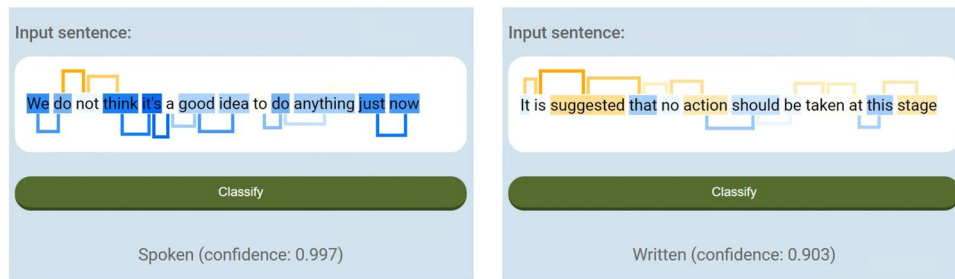 Input sentence:
We do not think it's a good idea to do anything just now
Classify
Spoken (confidence: 0.997)
Input sentence:
It is suggested that no action should be taken at this stage
Classify
Written (confidence: 0.903)